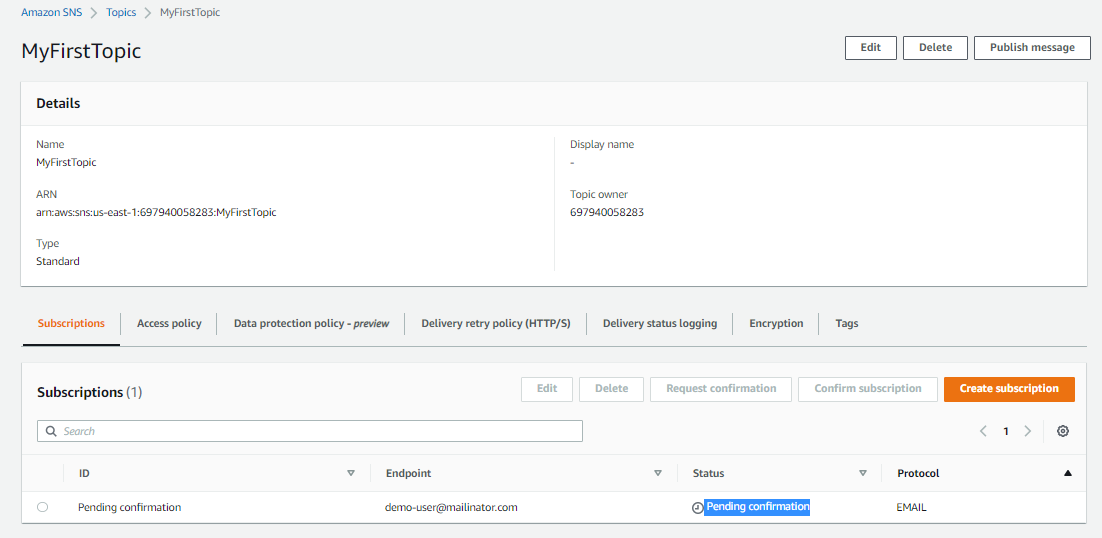 Amazon SNS > Topics > MyFirstTopic
MyFirstTopic
Edit Delete Publish message
Details
Name Display name
MyFirstTopic -
ARN Topic owner
arn:aws:sns:us-east-1:697940058283:MyFirstTopic 697940058283
Type
Standard
Subscriptions Access policy Data protection policy - preview Delivery retry policy (HTTP/S) Delivery status logging Encryption Tags
Subscriptions (1) Edit Delete Request confirmation Confirm subscription Create subscription
Search < 1 >
ID Endpoint Status Protocol
Pending confirmation demo-user@mailinator.com Pending confirmation EMAIL